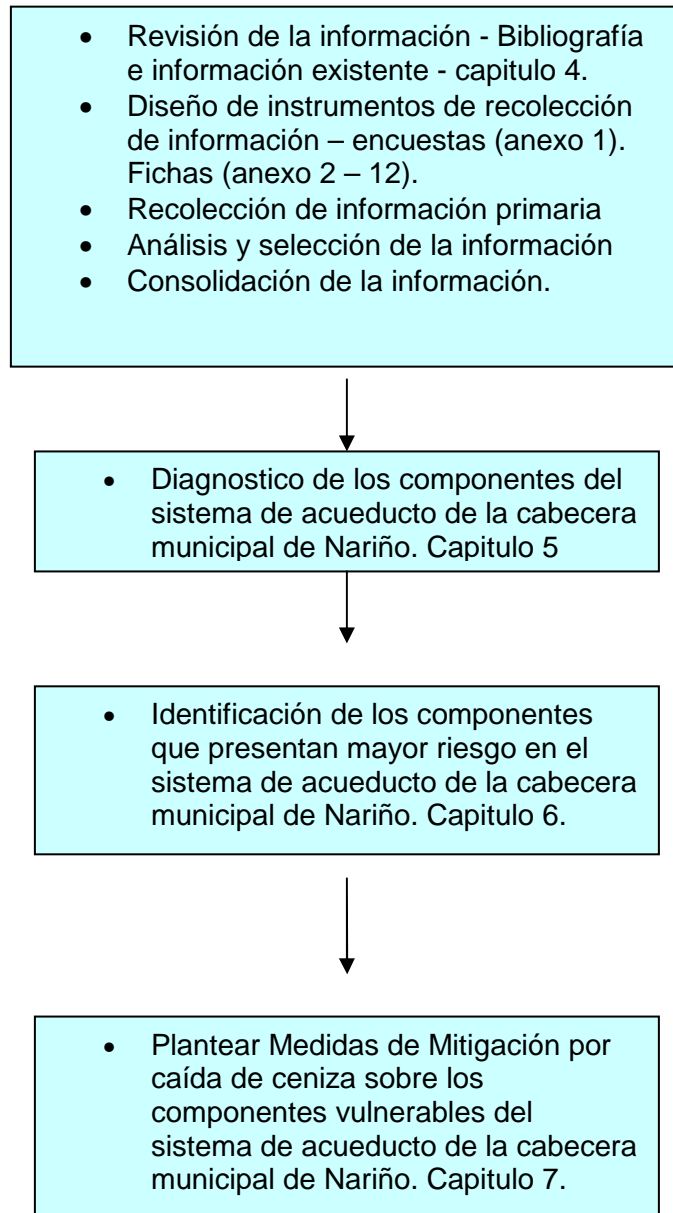 • Revisión de la información - Bibliografía
e información existente - capitulo 4.
• Diseño de instrumentos de recolección
de información – encuestas (anexo 1).
Fichas (anexo 2 – 12).
• Recolección de información primaria
• Análisis y selección de la información
• Consolidación de la información.
• Diagnostico de los componentes del
sistema de acueducto de la cabecera
municipal de Nariño. Capitulo 5
• Identificación de los componentes
que presentan mayor riesgo en el
sistema de acueducto de la cabecera
municipal de Nariño. Capitulo 6.
• Plantear Medidas de Mitigación por
caída de ceniza sobre los
componentes vulnerables del
sistema de acueducto de la cabecera
municipal de Nariño. Capitulo 7.